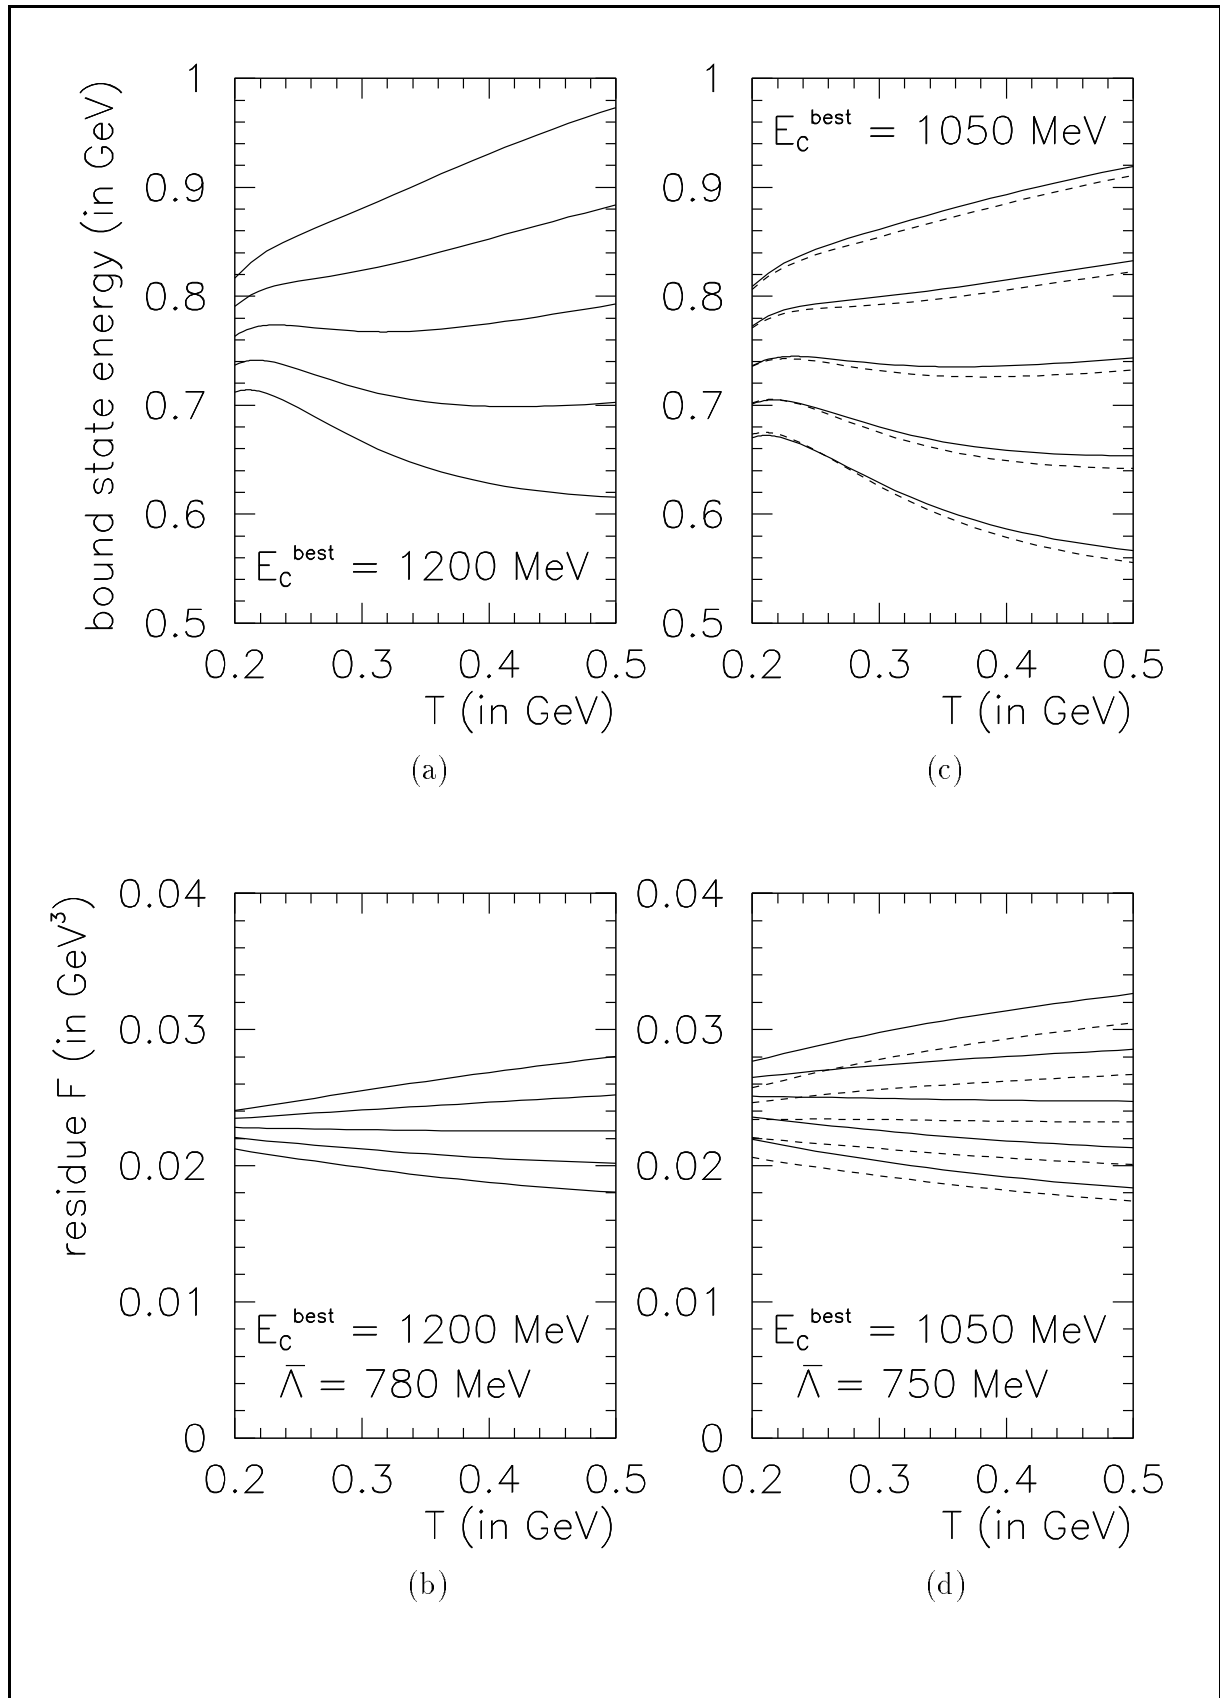 bound state energy (in GeV)
1
0.9
0.8
0.7
0.6
0.5
0.2 0.3 0.4 0.5
T (in GeV)
E_C^best = 1200 MeV
(a)
1
0.9
0.8
0.7
0.6
0.5
0.2 0.3 0.4 0.5
T (in GeV)
E_C^best = 1050 MeV
(c)
residue F (in GeV³)
0.04
0.03
0.02
0.01
0
0.2 0.3 0.4 0.5
T (in GeV)
E_C^best = 1200 MeV
Λ̄ = 780 MeV
(b)
0.04
0.03
0.02
0.01
0
0.2 0.3 0.4 0.5
T (in GeV)
E_C^best = 1050 MeV
Λ̄ = 750 MeV
(d)